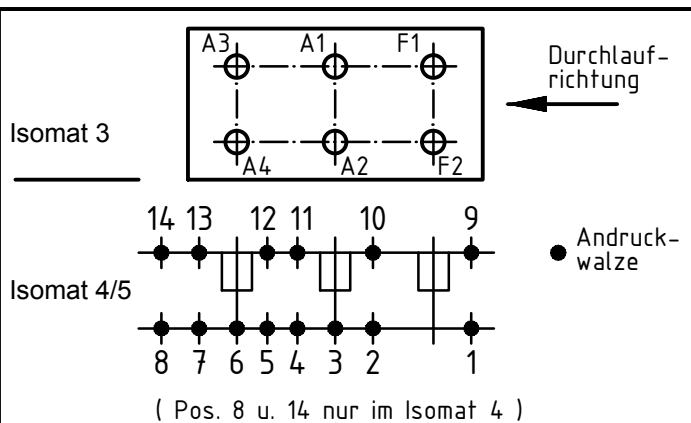 A3 A1 F1
Durchlauf-
richtung
Isomat 3
A4 A2 F2
14 13 12 11 10 9
Andruck-
walze
Isomat 4/5
8 7 6 5 4 3 2 1
( Pos. 8 u. 14 nur im Isomat 4 )